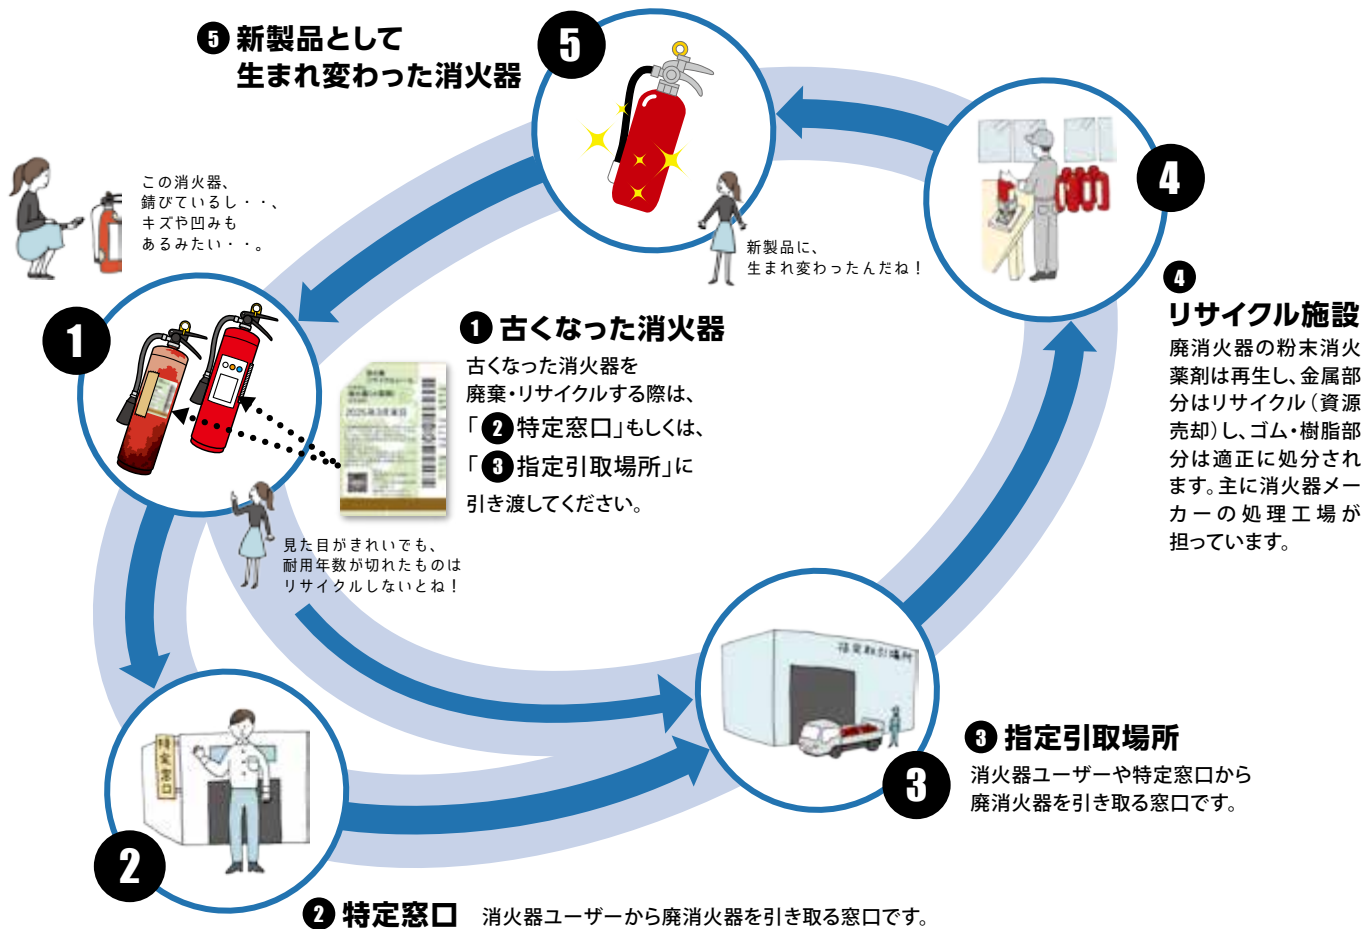 ❺ 新製品として
生まれ変わった消火器
5
この消火器、
錆びているし・・、
キズや凹みも
あるみたい・・。
新製品に、
生まれ変わったんだね！
4
❹
リサイクル施設
廃消火器の粉末消火
薬剤は再生し、金属部
分はリサイクル（資源
売却）し、ゴム・樹脂部
分は適正に処分され
ます。主に消火器メー
カーの処理工場が
担っています。
1
❶ 古くなった消火器
古くなった消火器を
廃棄・リサイクルする際は、
「❷特定窓口」もしくは、
「❸指定引取場所」に
引き渡してください。
2025年3月末日
見た目がきれいでも、
耐用年数が切れたものは
リサイクルしないとね！
指定取引場所
3
❸ 指定引取場所
消火器ユーザーや特定窓口から
廃消火器を引き取る窓口です。
特定窓口
2
❷ 特定窓口 消火器ユーザーから廃消火器を引き取る窓口です。